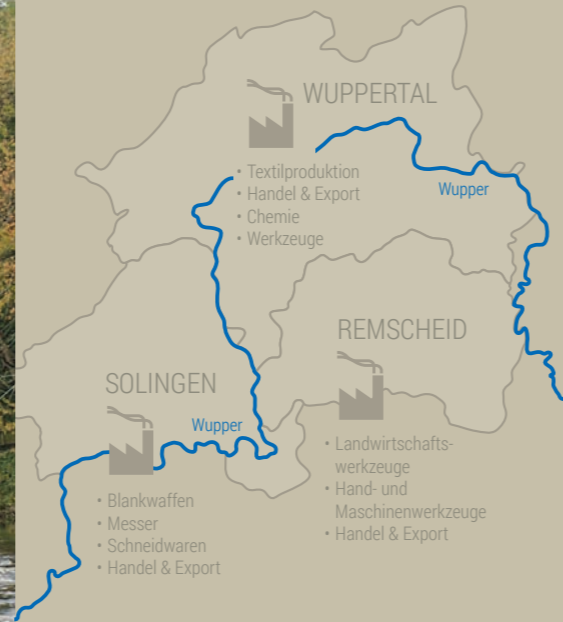 WUPPERTAL
• Textilproduktion
• Handel & Export
• Chemie
• Werkzeuge
Wupper
REMSCHEID
• Landwirtschafts-
werkzeuge
• Hand- und
Maschinenwerkzeuge
• Handel & Export
SOLINGEN
Wupper
• Blankwaffen
• Messer
• Schneidwaren
• Handel & Export